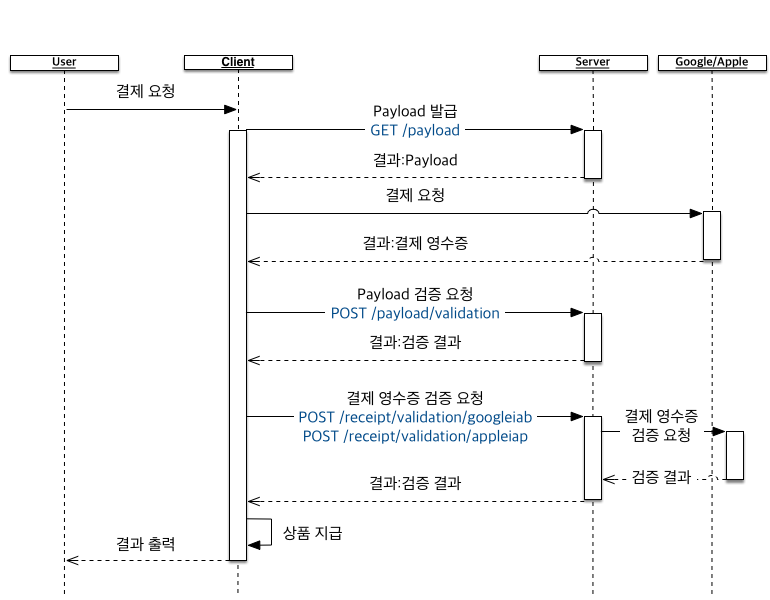 User
Client
Server
Google/Apple
결제 요청
Payload 발급
GET /payload
결과:Payload
결제 요청
결과:결제 영수증
Payload 검증 요청
POST /payload/validation
결과:검증 결과
결제 영수증 검증 요청
POST /receipt/validation/googleiab
POST /receipt/validation/appleiap
결제 영수증
검증 요청
검증 결과
결과:검증 결과
상품 지급
결과 출력